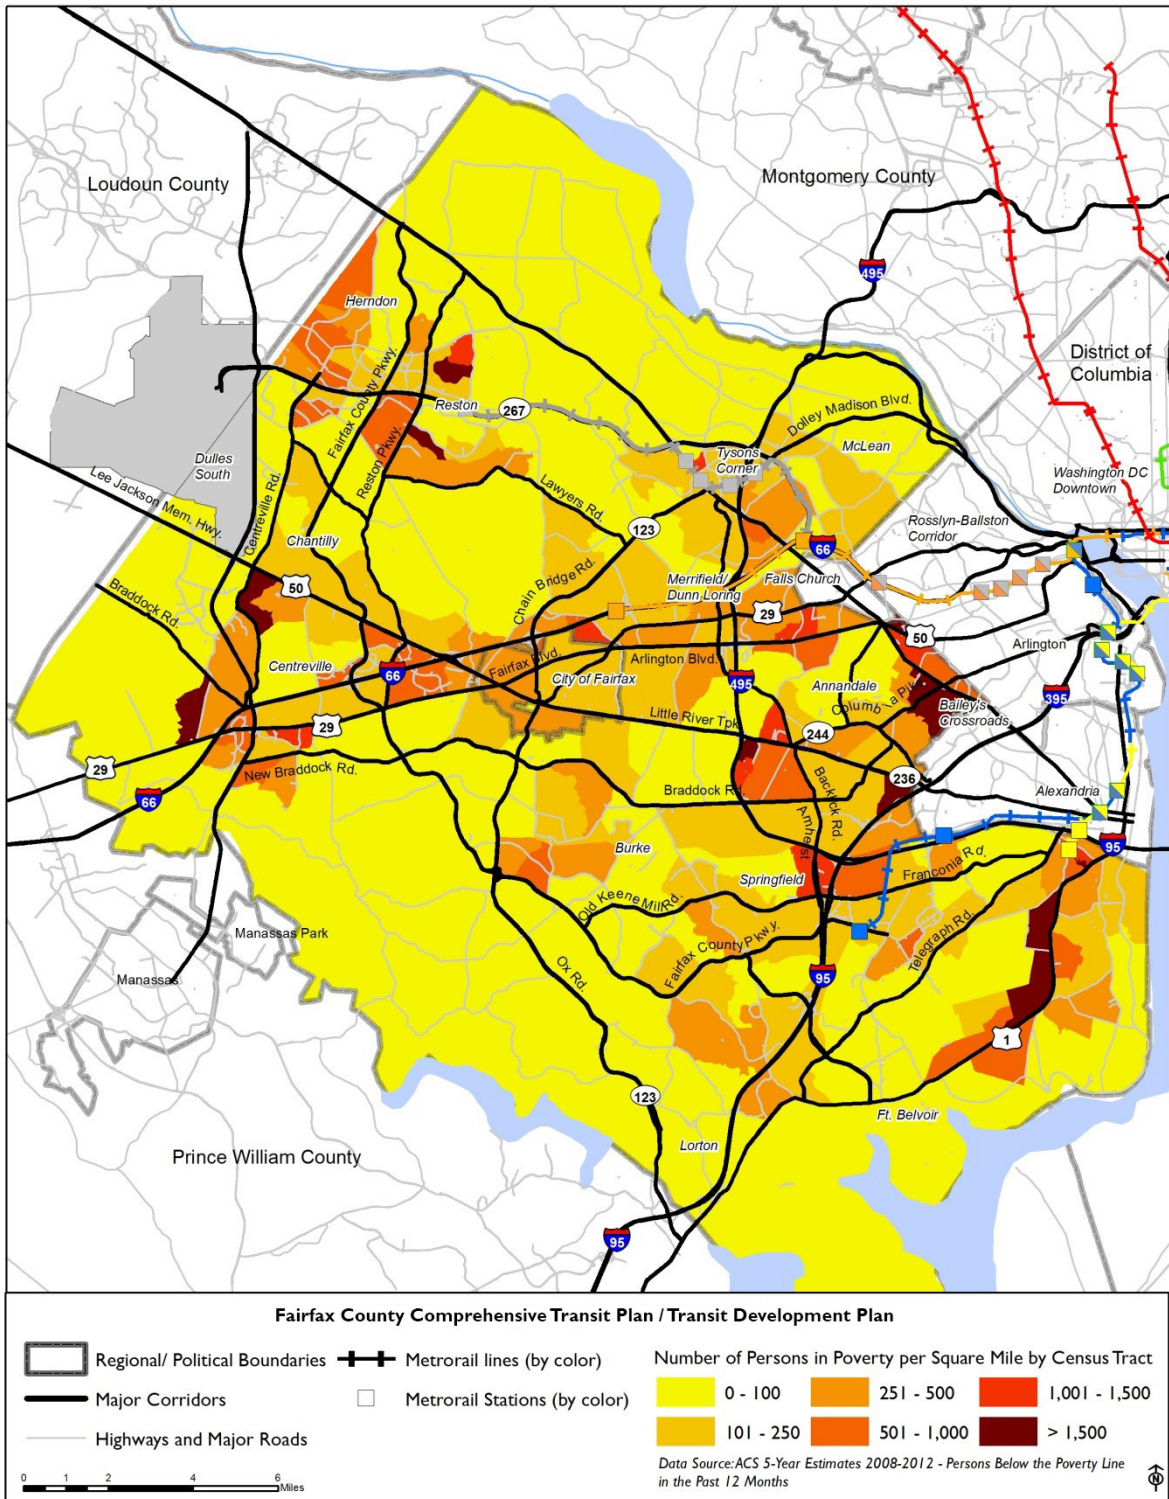 Loudoun County
Montgomery County
495
Herndon
District of
Columbia
Fairfax County Pkwy.
Reston
267
Dolley Madison Blvd.
McLean
Reston Pkwy.
Tysons
Corner
Dulles
South
Centreville Rd.
Washington DC
Downtown
Lee Jackson Mem. Hwy.
Lawyers Rd.
Rosslyn-Ballston
Corridor
123
Chantilly
66
Chain Bridge Rd.
Merrifield/
Dunn Loring
Falls Church
50
Braddock Rd.
29
50
Arlington
Centreville
66
Fairfax Blvd.
City of Fairfax
Arlington Blvd.
495
Annandale
395
Columbia Pike
Bailey's
Crossroads
29
Little River Tpk.
244
29
New Braddock Rd.
236
66
Braddock Rd.
Backlick Rd.
Alexandria
Amherst
95
Burke
Springfield
Franconia Rd.
Old Keene Mill Rd.
Manassas Park
Fairfax County Pkwy.
Telegraph Rd.
Manassas
Ox Rd.
95
1
123
Ft. Belvoir
Lorton
Prince William County
95
Fairfax County Comprehensive Transit Plan / Transit Development Plan
Regional/ Political Boundaries
Metrorail lines (by color)
Major Corridors
Metrorail Stations (by color)
Highways and Major Roads
0 1 2 4 6
Miles
Number of Persons in Poverty per Square Mile by Census Tract
0 - 100
251 - 500
1,001 - 1,500
101 - 250
501 - 1,000
> 1,500
Data Source: ACS 5-Year Estimates 2008-2012 - Persons Below the Poverty Line
in the Past 12 Months
N